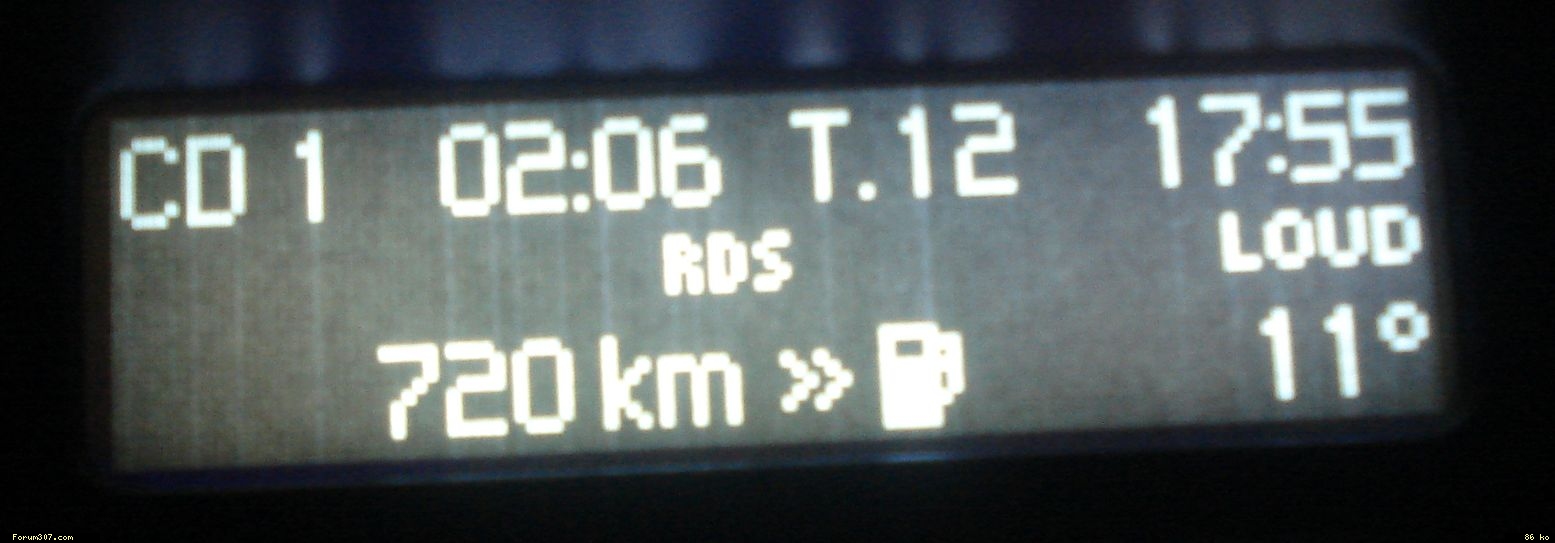 CD 1 02:06 T.12 17:55
RDS LOUD
720 km » 11°
Forum307.com 86 ko